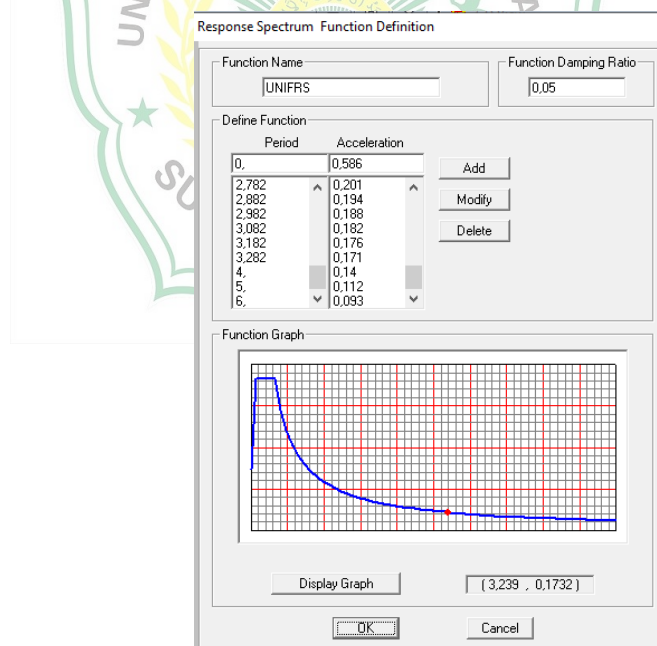 UN
SU
Response Spectrum Function Definition
Function Name
Function Damping Ratio
UNIFRS
0,05
Define Function
Period Acceleration
0, 0,586
Add
2,782 0,201
2,882 0,194
Modify
2,982 0,188
3,082 0,182
Delete
3,182 0,176
3,282 0,171
4, 0,14
5, 0,112
6, 0,093
Function Graph
Display Graph
( 3,239 , 0,1732 )
OK
Cancel